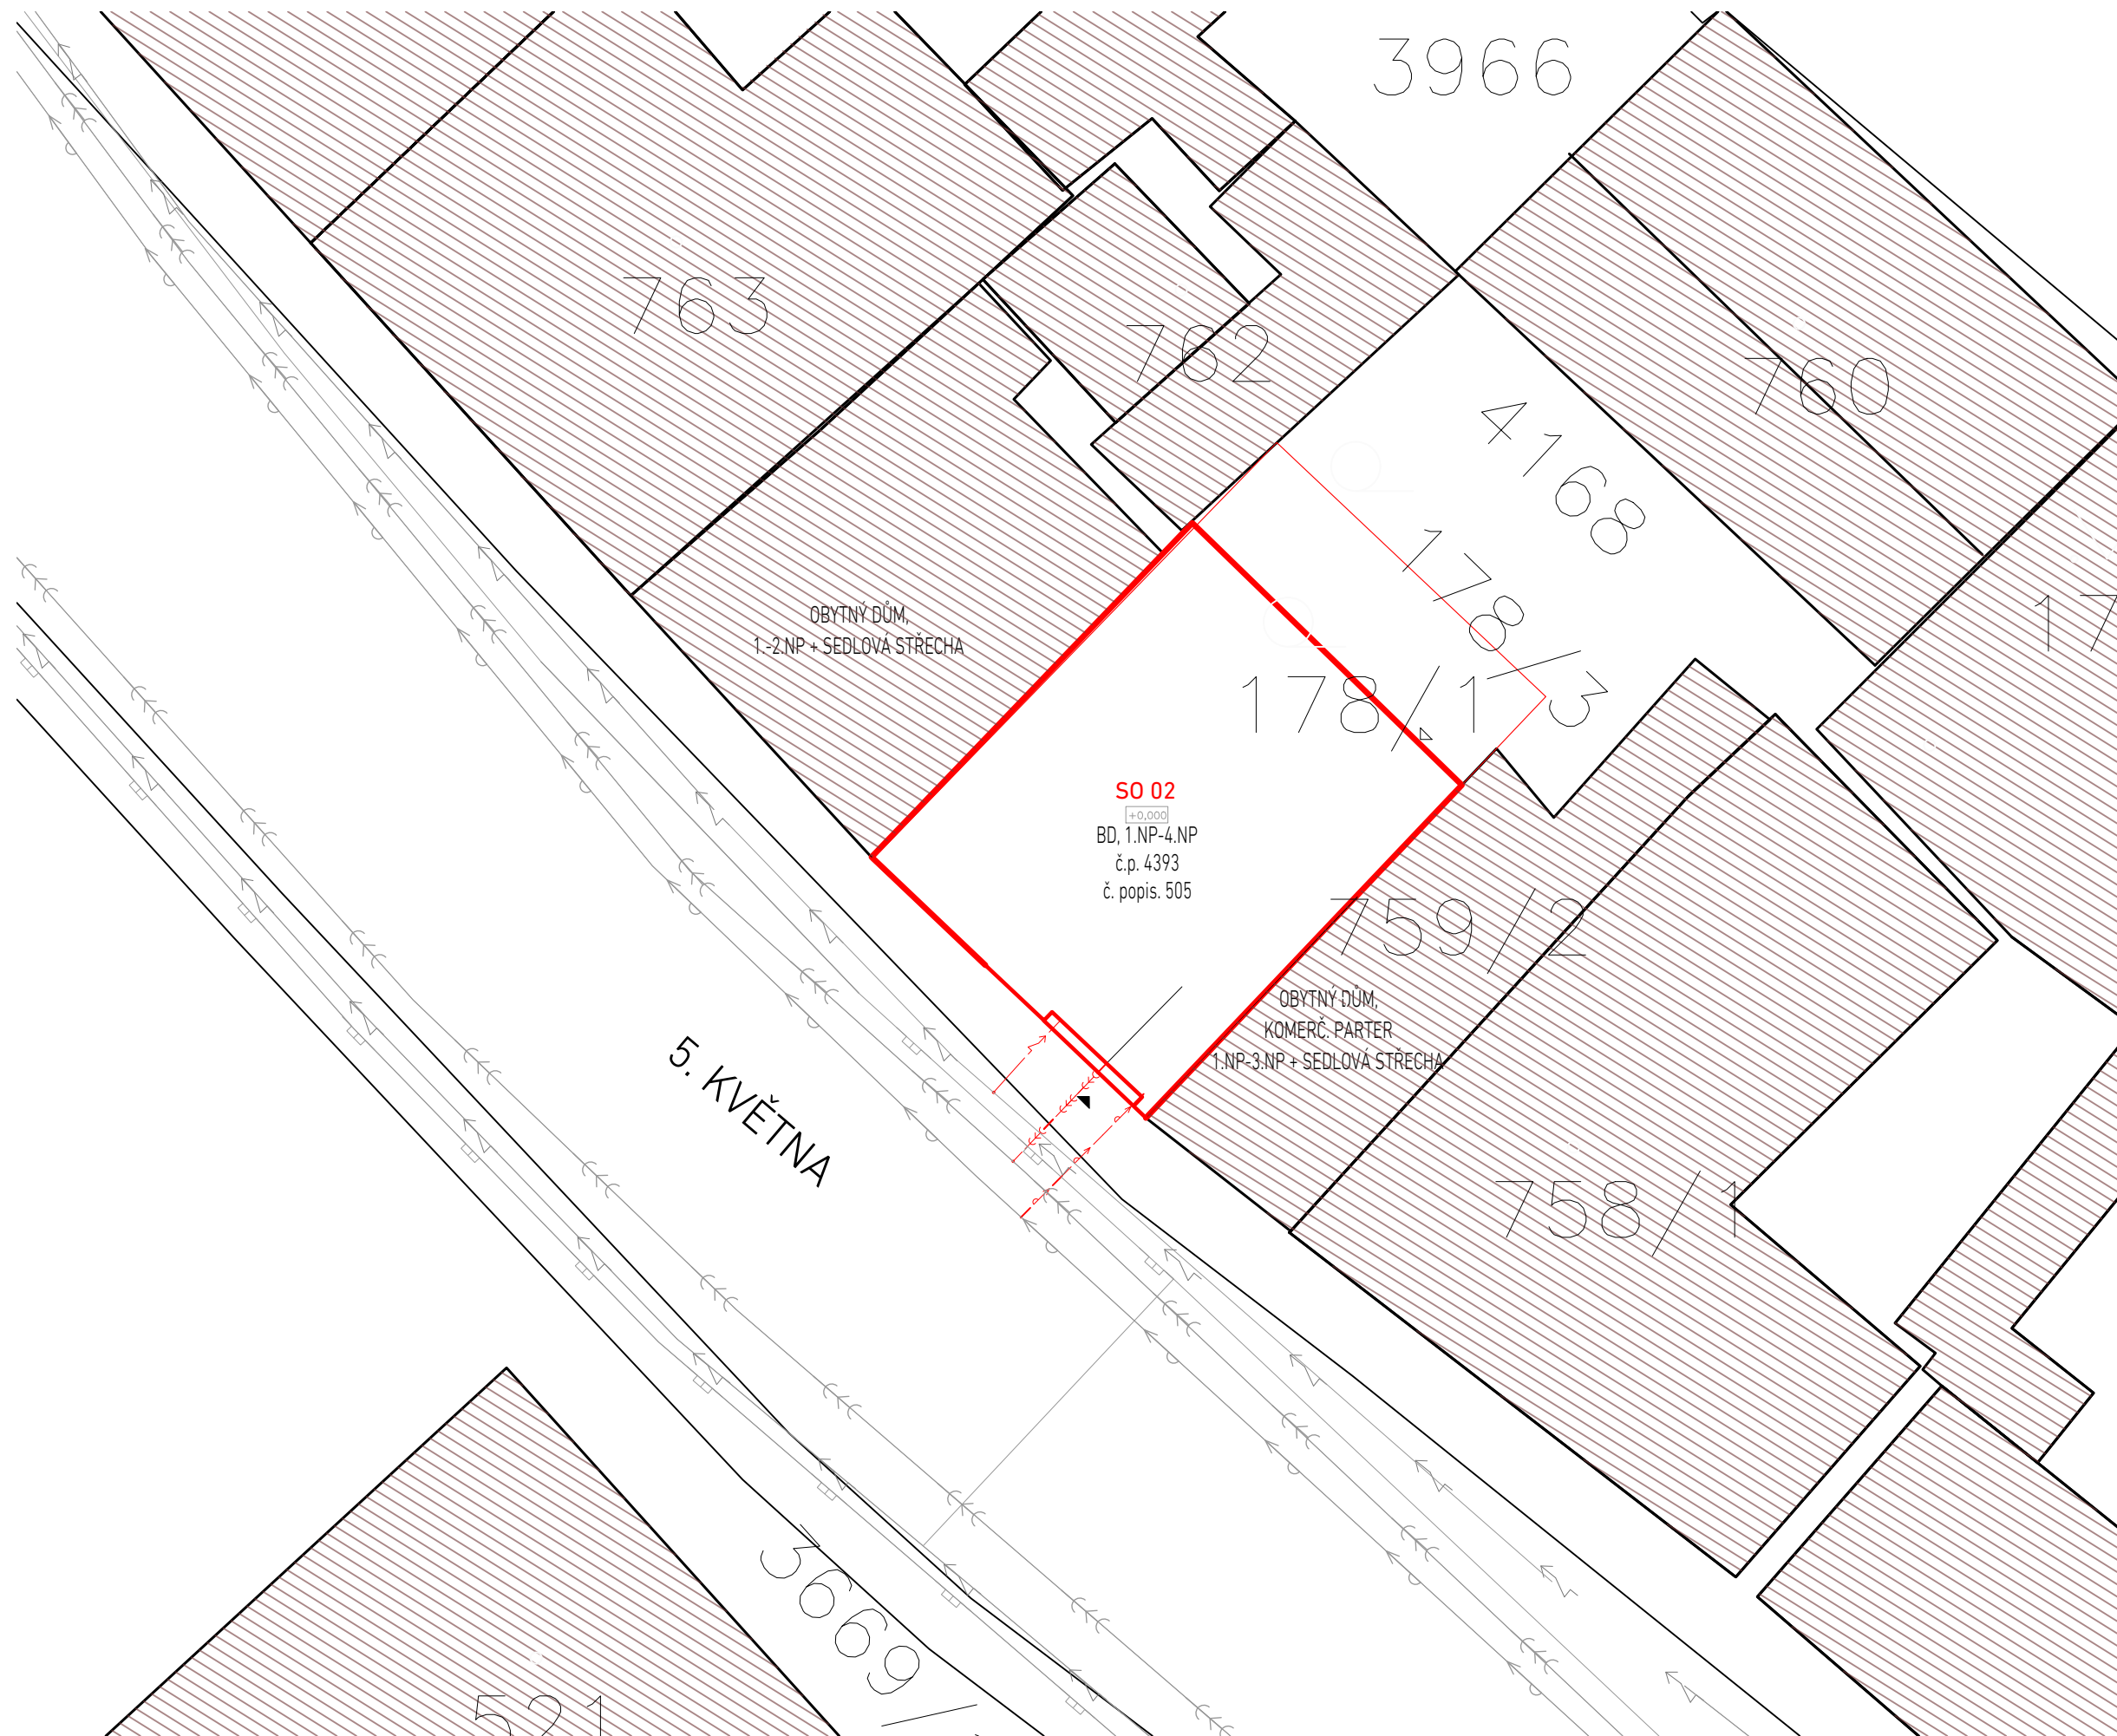 3966
763
762
760
4168
178/3
OBYTNÝ DŮM,
1.-2.NP + SEDLOVÁ STŘECHA
178/1
SO 02
+0,000
BD, 1.NP-4.NP
č.p. 4393
č. popis. 505
759/2
OBYTNÝ DŮM,
KOMERČ. PARTER
1.NP-3.NP + SEDLOVÁ STŘECHA
5. KVĚTNA
758/1
3669/
521